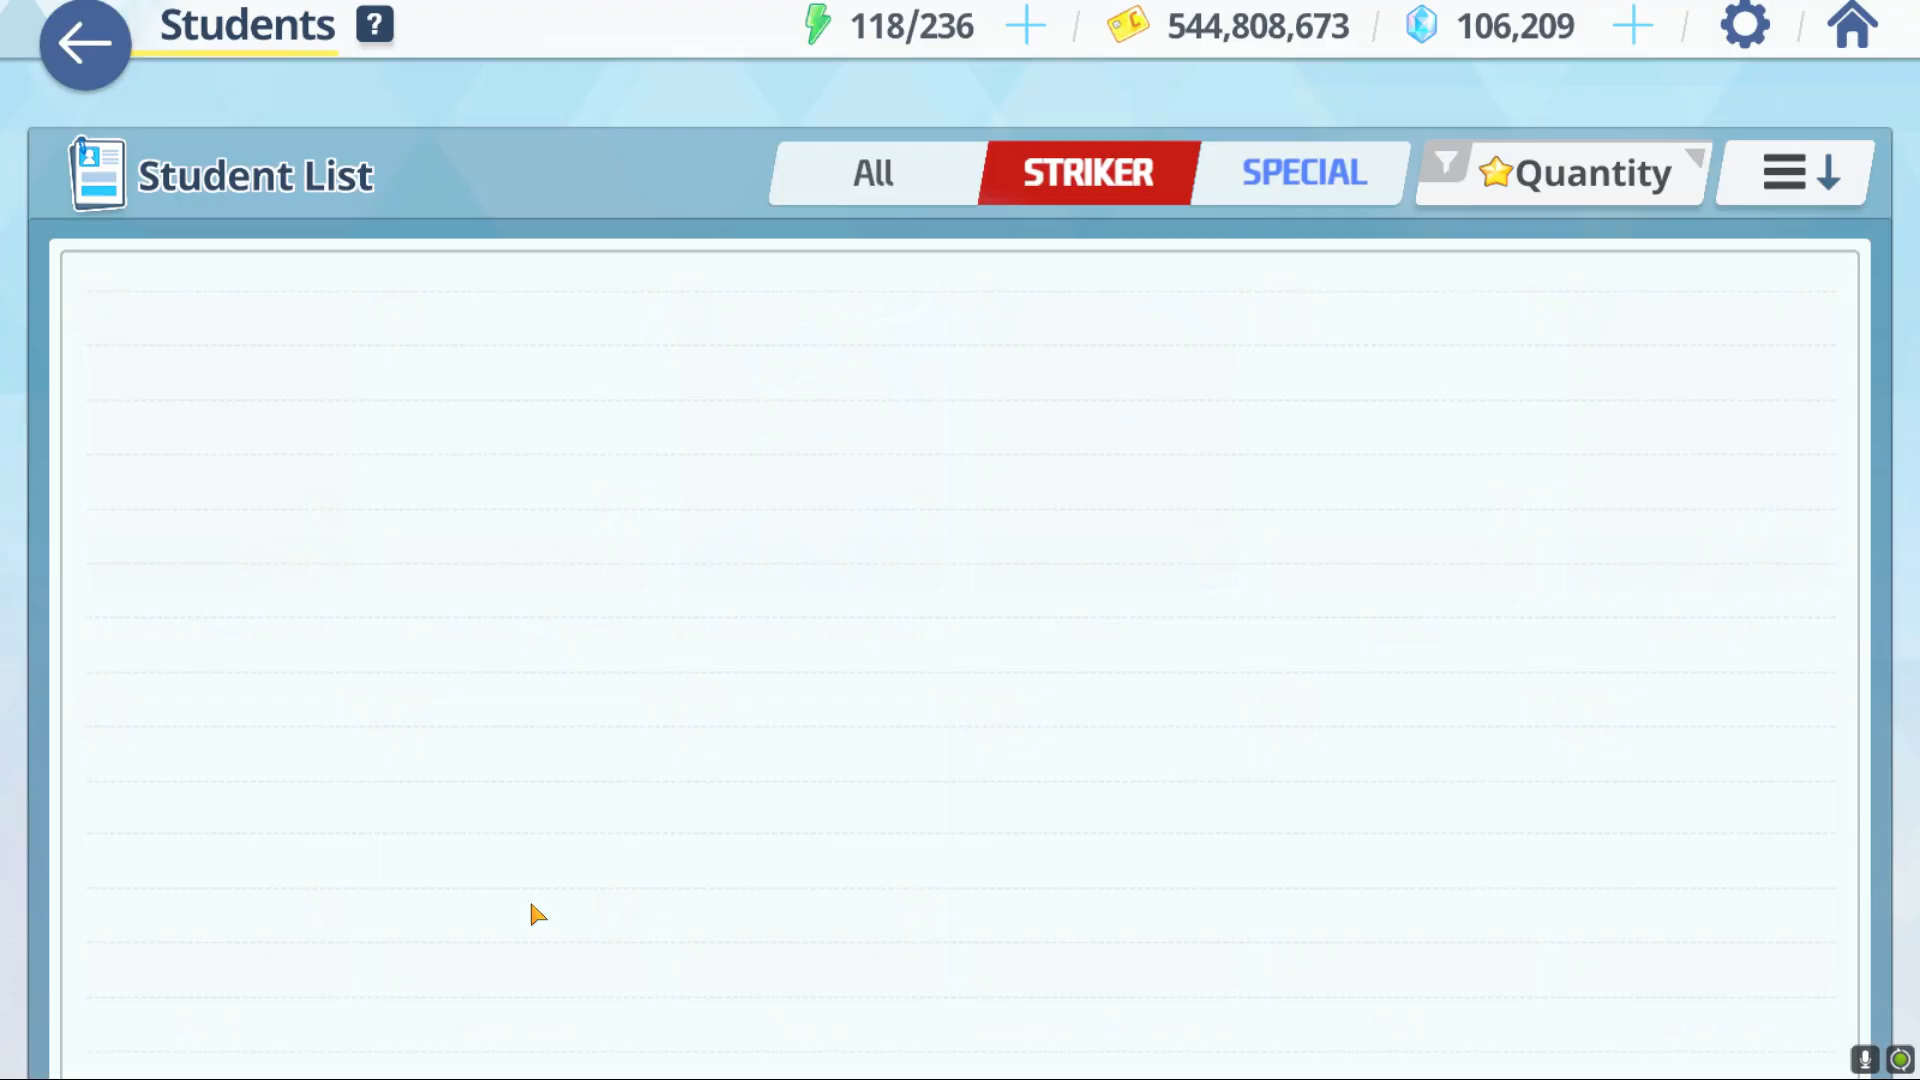 Students ? 118/236 544,808,673 106,209
Student List All STRIKER SPECIAL Quantity